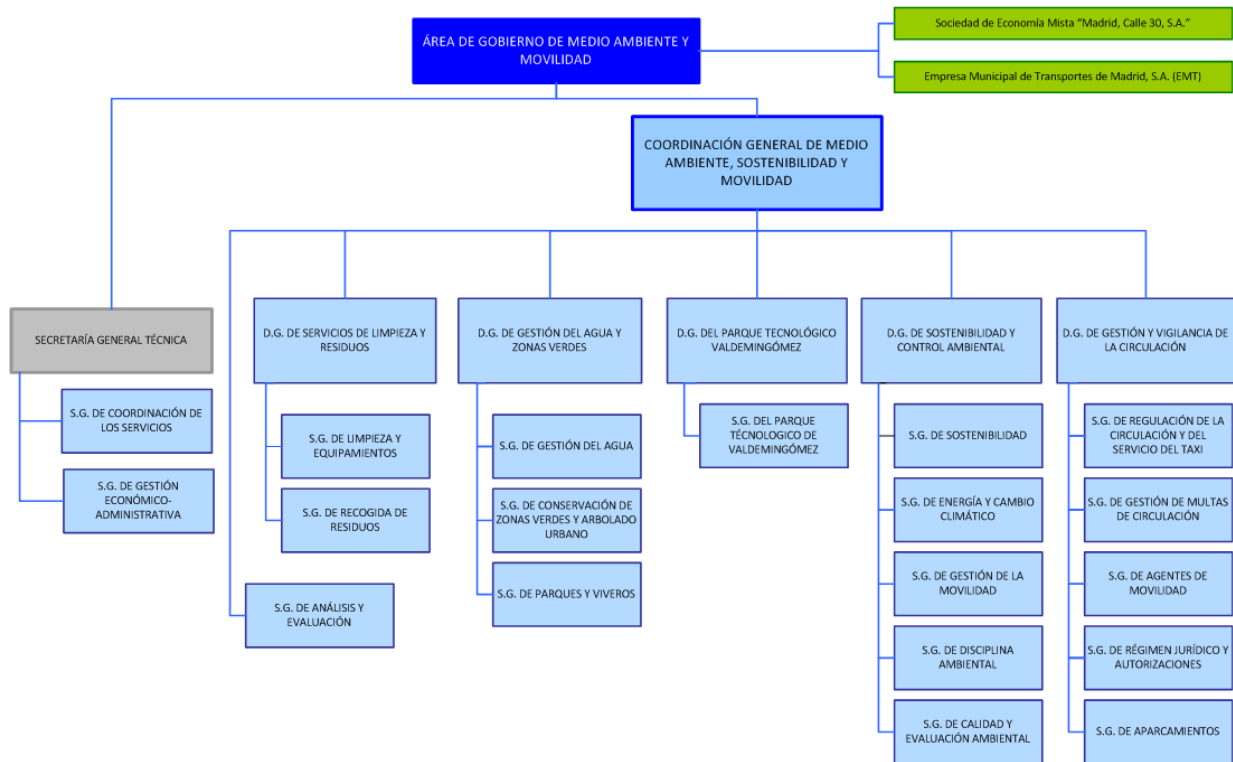 ÁREA DE GOBIERNO DE MEDIO AMBIENTE Y
MOVILIDAD
Sociedad de Economía Mista "Madrid, Calle 30, S.A."
Empresa Municipal de Transportes de Madrid, S.A. (EMT)
COORDINACIÓN GENERAL DE MEDIO
AMBIENTE, SOSTENIBILIDAD Y
MOVILIDAD
SECRETARÍA GENERAL TÉCNICA
S.G. DE COORDINACIÓN DE
LOS SERVICIOS
S.G. DE GESTIÓN
ECONÓMICO-
ADMINISTRATIVA
D.G. DE SERVICIOS DE LIMPIEZA Y
RESIDUOS
S.G. DE LIMPIEZA Y
EQUIPAMIENTOS
S.G. DE RECOGIDA DE
RESIDUOS
S.G. DE ANÁLISIS Y
EVALUACIÓN
D.G. DE GESTIÓN DEL AGUA Y
ZONAS VERDES
S.G. DE GESTIÓN DEL AGUA
S.G. DE CONSERVACIÓN DE
ZONAS VERDES Y ARBOLADO
URBANO
S.G. DE PARQUES Y VIVEROS
D.G. DEL PARQUE TECNOLÓGICO
VALDEMINGÓMEZ
S.G. DEL PARQUE
TÉCNOLOGICO DE
VALDEMINGÓMEZ
D.G. DE SOSTENIBILIDAD Y
CONTROL AMBIENTAL
S.G. DE SOSTENIBILIDAD
S.G. DE ENERGÍA Y CAMBIO
CLIMÁTICO
S.G. DE GESTIÓN DE LA
MOVILIDAD
S.G. DE DISCIPLINA
AMBIENTAL
S.G. DE CALIDAD Y
EVALUACIÓN AMBIENTAL
D.G. DE GESTIÓN Y VIGILANCIA DE
LA CIRCULACIÓN
S.G. DE REGULACIÓN DE LA
CIRCULACIÓN Y DEL
SERVICIO DEL TAXI
S.G. DE GESTIÓN DE MULTAS
DE CIRCULACIÓN
S.G. DE AGENTES DE
MOVILIDAD
S.G. DE RÉGIMEN JURÍDICO Y
AUTORIZACIONES
S.G. DE APARCAMIENTOS